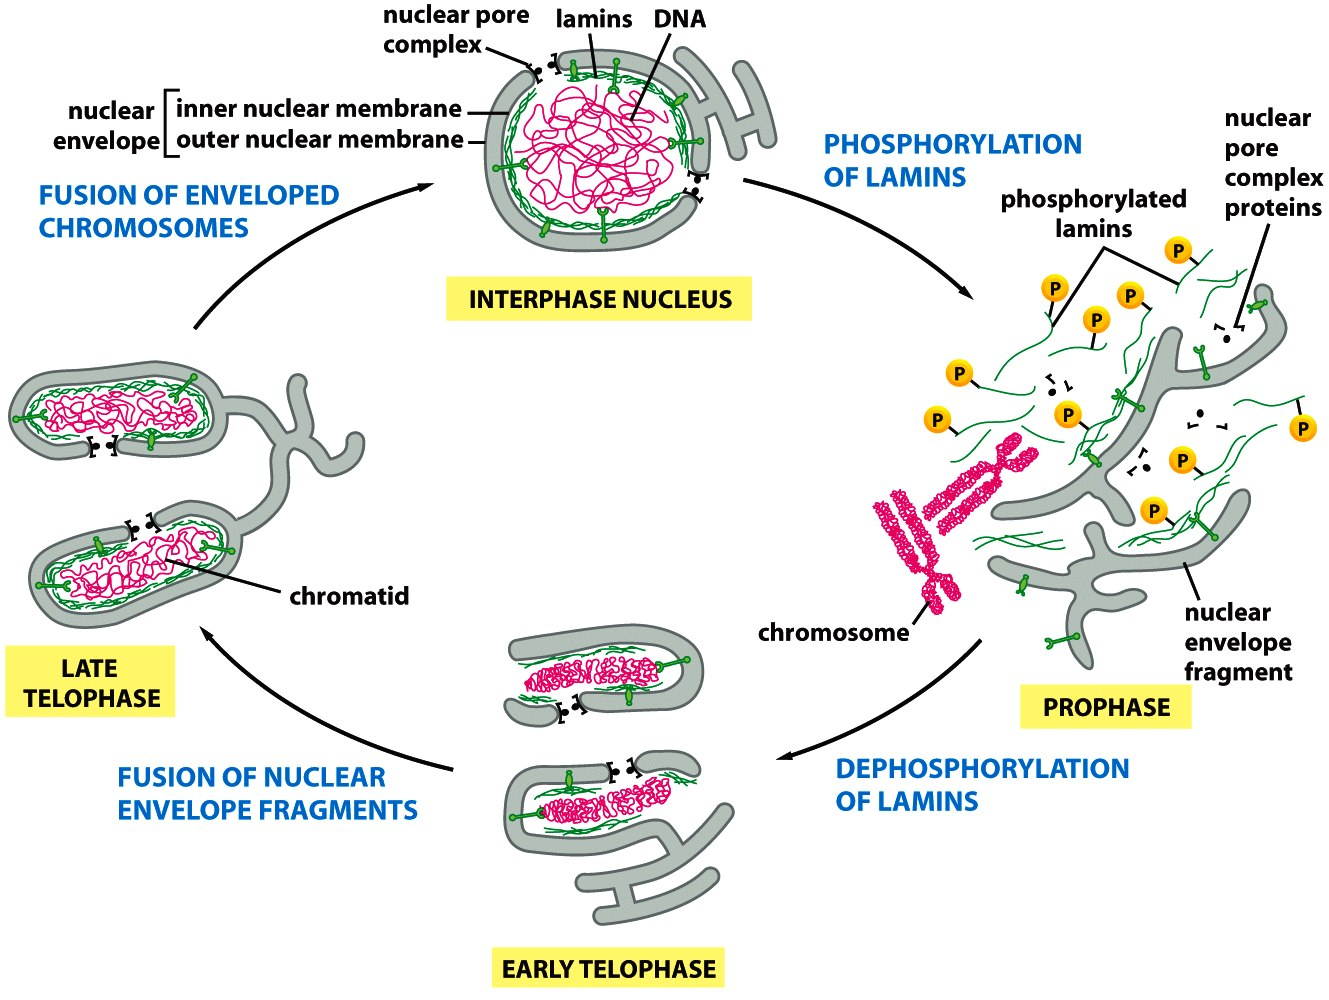 nuclear pore
complex
lamins
DNA
nuclear
envelope
inner nuclear membrane
outer nuclear membrane
FUSION OF ENVELOPED
CHROMOSOMES
INTERPHASE NUCLEUS
PHOSPHORYLATION
OF LAMINS
phosphorylated
lamins
nuclear
pore
complex
proteins
P
P
P
P
P
P
P
P
P
P
chromosome
nuclear
envelope
fragment
PROPHASE
DEPHOSPHORYLATION
OF LAMINS
EARLY TELOPHASE
FUSION OF NUCLEAR
ENVELOPE FRAGMENTS
chromatid
LATE
TELOPHASE